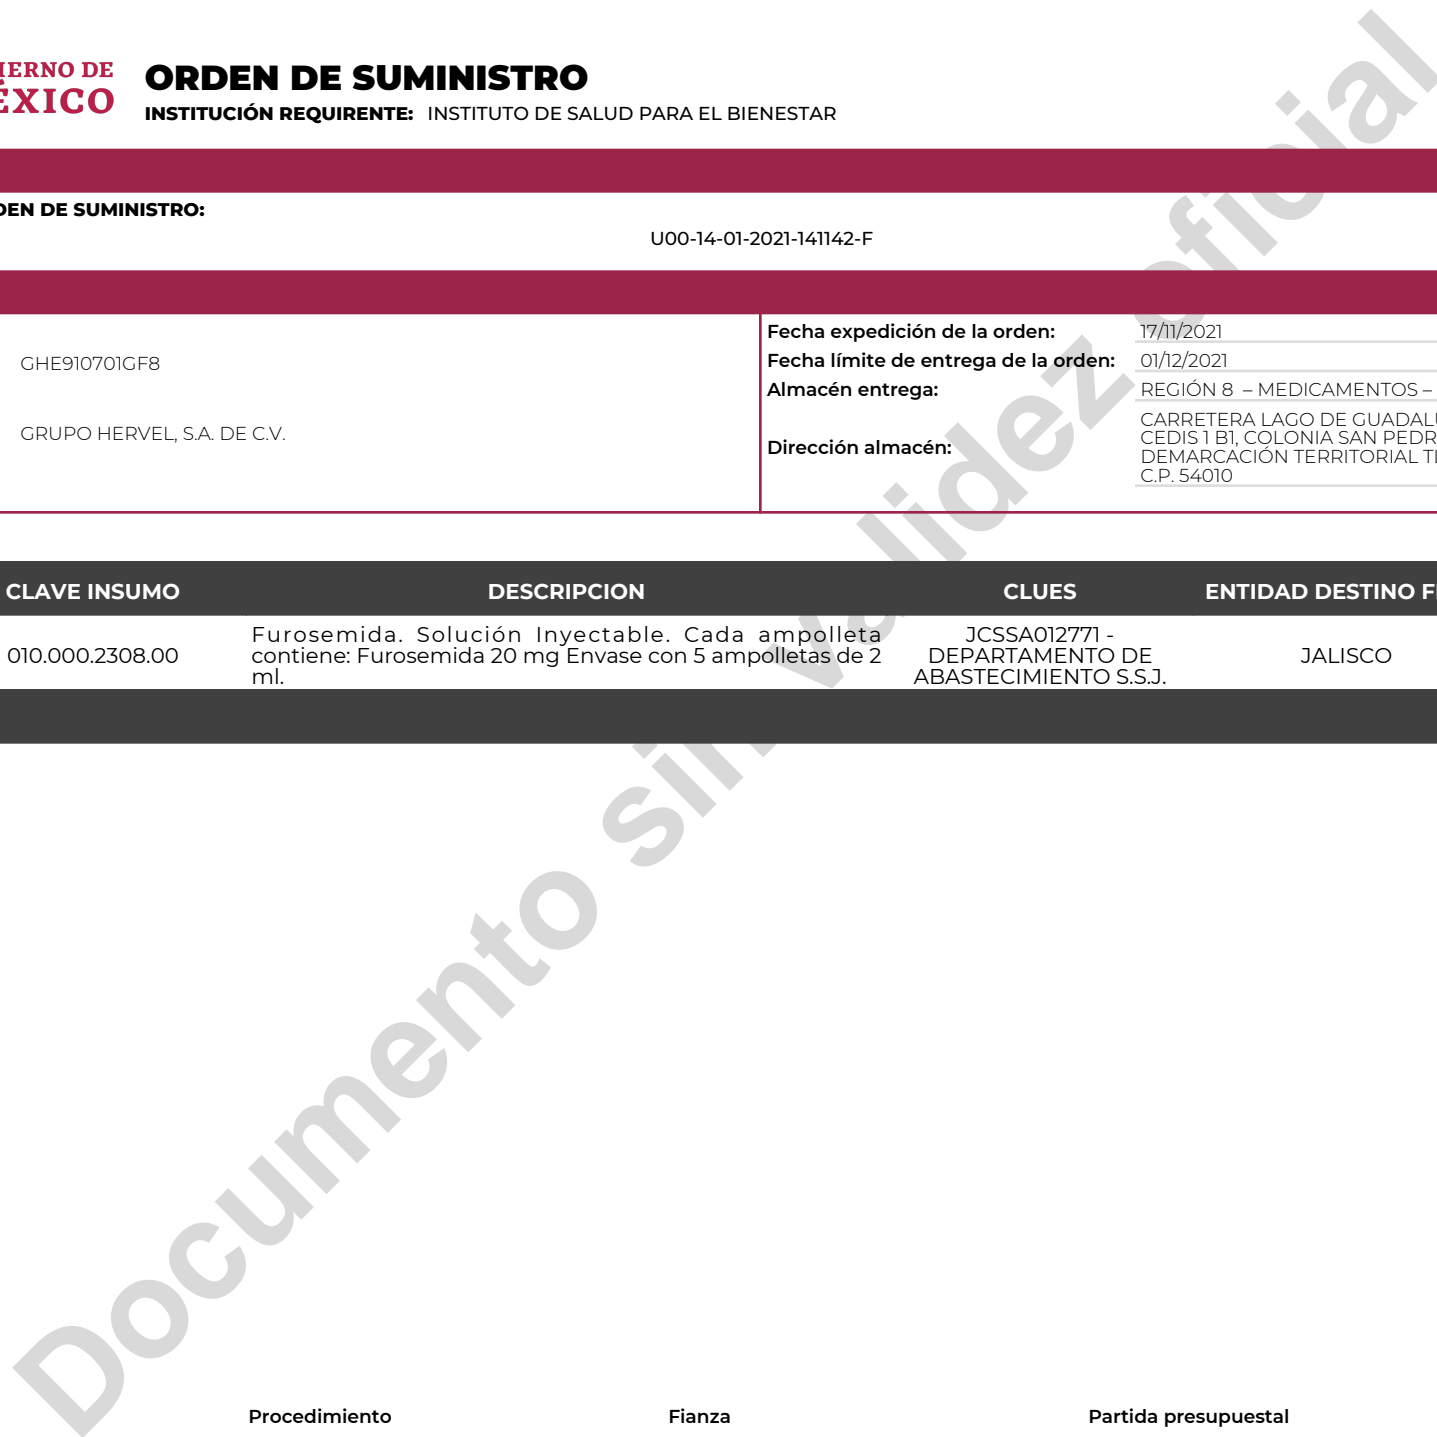 IERNO DE
ÉXICO
ORDEN DE SUMINISTRO
INSTITUCIÓN REQUIRENTE: INSTITUTO DE SALUD PARA EL BIENESTAR
DEN DE SUMINISTRO:
U00-14-01-2021-141142-F
GHE910701GF8
GRUPO HERVEL, S.A. DE C.V.
Fecha expedición de la orden: 17/11/2021
Fecha límite de entrega de la orden: 01/12/2021
Almacén entrega: REGIÓN 8 – MEDICAMENTOS –
Dirección almacén:
CARRETERA LAGO DE GUADAL
CEDIS 1 B1, COLONIA SAN PEDR
DEMARCACIÓN TERRITORIAL T
C.P. 54010
CLAVE INSUMO DESCRIPCION CLUES ENTIDAD DESTINO F
010.000.2308.00
Furosemida. Solución Inyectable. Cada ampolleta
contiene: Furosemida 20 mg Envase con 5 ampolletas de 2
ml.
JCSSA012771 -
DEPARTAMENTO DE
ABASTECIMIENTO S.S.J.
JALISCO
Documento sin validez oficial
Procedimiento Fianza Partida presupuestal